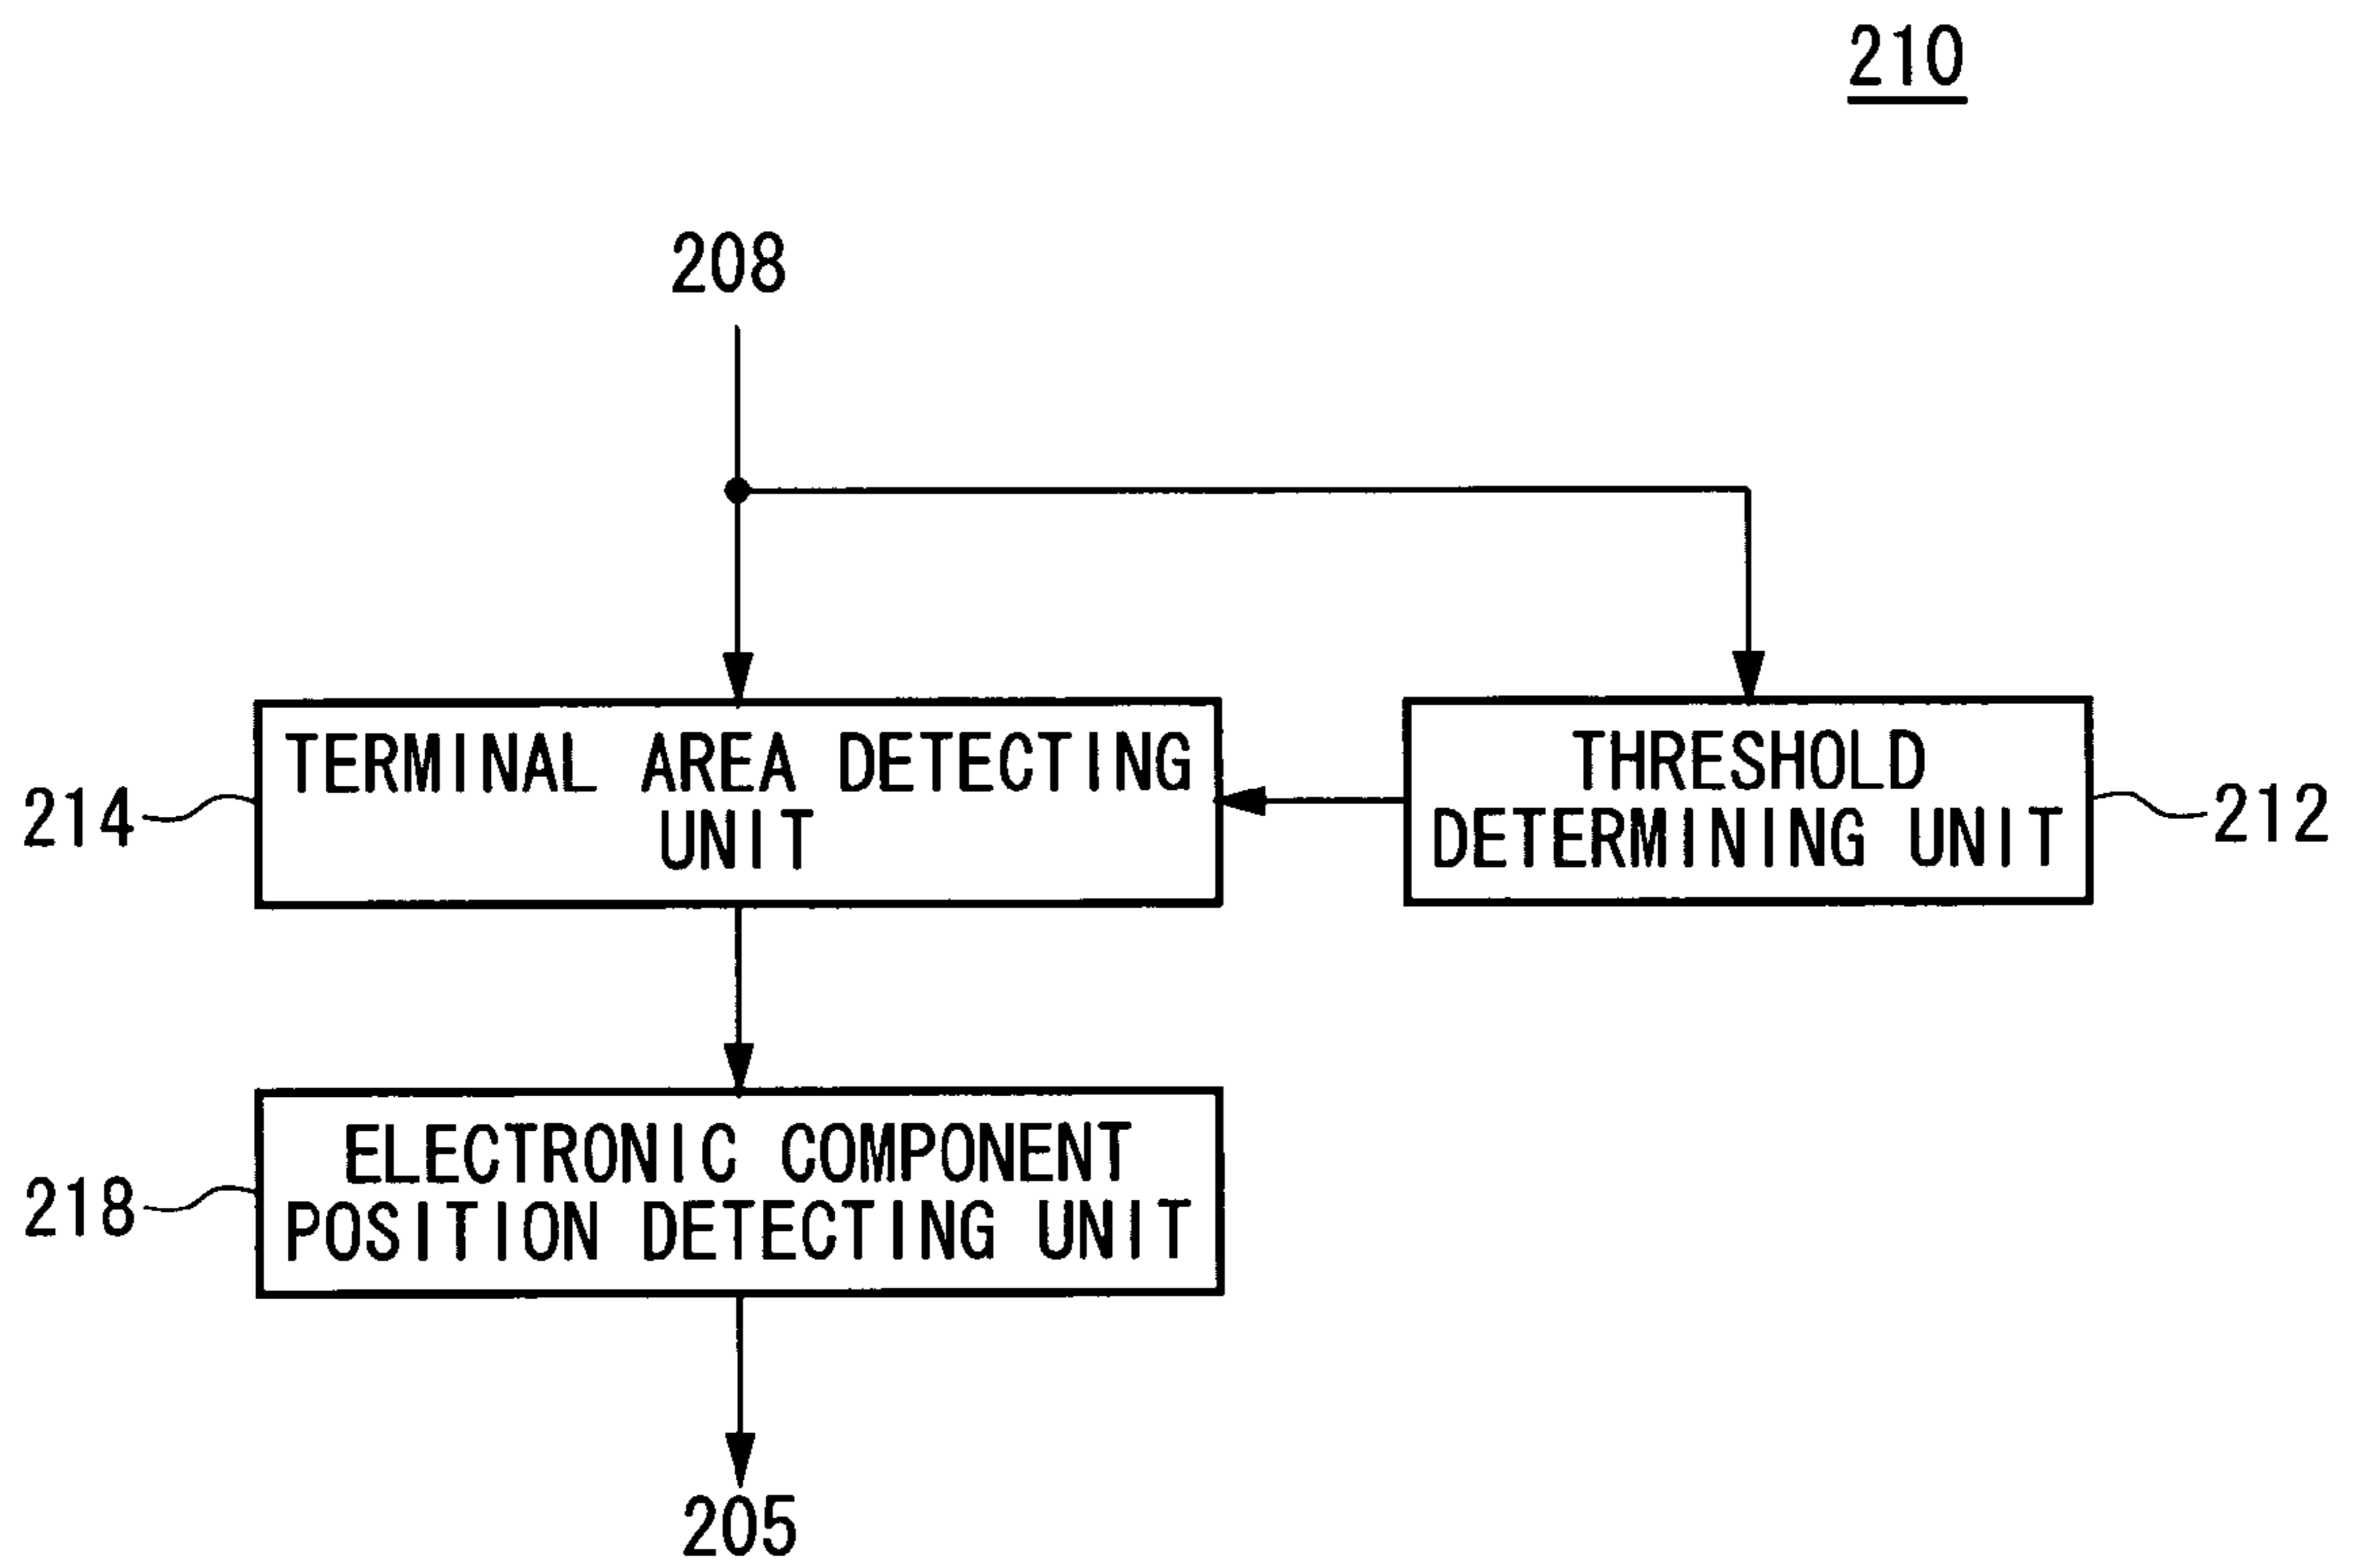 210
208
TERMINAL AREA DETECTING
UNIT
214
THRESHOLD
DETERMINING UNIT
212
ELECTRONIC COMPONENT
POSITION DETECTING UNIT
218
205